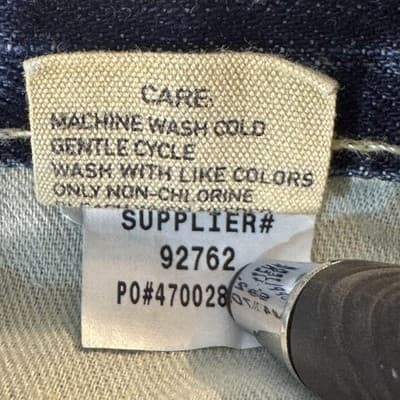 CARE:
MACHINE WASH COLD
GENTLE CYCLE
WASH WITH LIKE COLORS
ONLY NON-CHLORINE
SUPPLIER#
92762
PO#470028